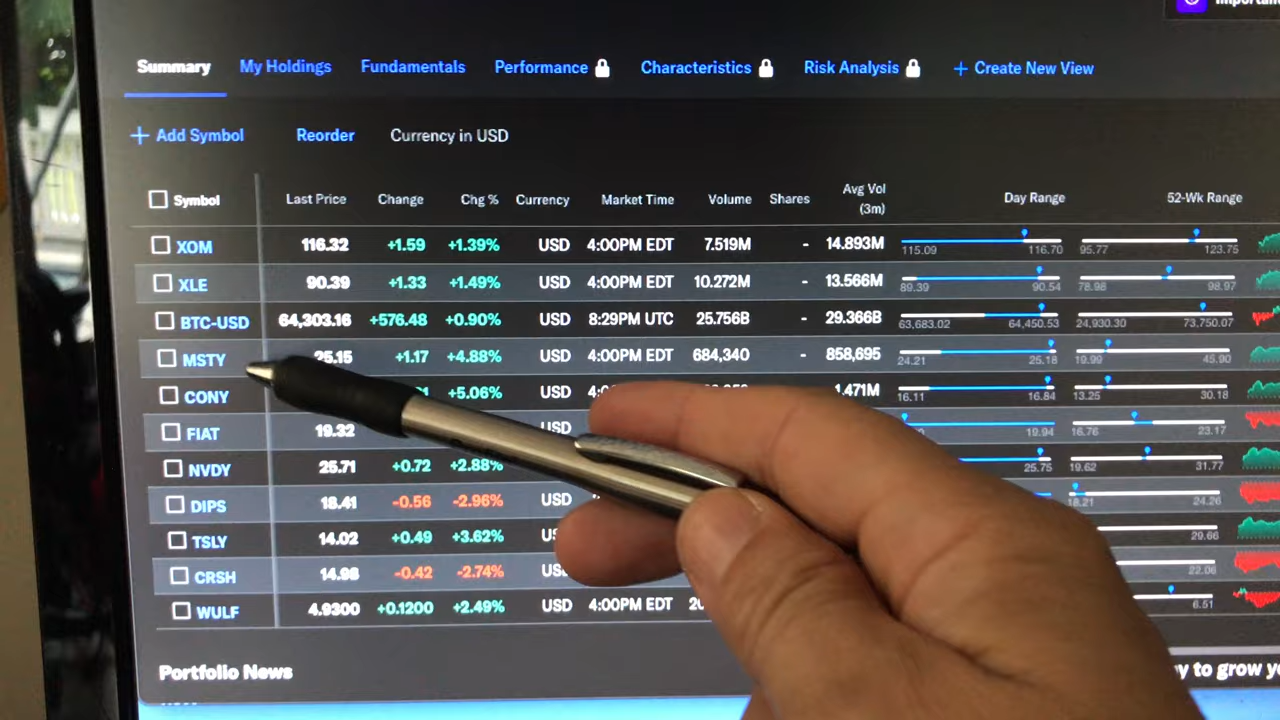 Summary My Holdings Fundamentals Performance Characteristics Risk Analysis + Create New View
+ Add Symbol Reorder Currency in USD
Symbol Last Price Change Chg % Currency Market Time Volume Shares Avg Vol (3m) Day Range 52-Wk Range
XOM 116.32 +1.59 +1.39% USD 4:00PM EDT 7.519M - 14.893M 115.09 116.70 95.77 123.75
XLE 90.39 +1.33 +1.49% USD 4:00PM EDT 10.272M - 13.566M 89.39 90.54 78.98 98.97
BTC-USD 64,303.16 +576.48 +0.90% USD 8:29PM UTC 25.756B - 29.366B 63,683.02 64,450.53 24,930.30 73,750.07
MSTY 25.15 +1.17 +4.88% USD 4:00PM EDT 684,340 - 858,695 24.21 25.18 19.99 45.90
CONY +5.06% USD 1.471M 16.11 16.84 13.25 30.18
FIAT 19.32 USD 19.94 16.76 23.17
NVDY 25.71 +0.72 +2.88% USD 25.75 19.62 31.77
DIPS 18.41 -0.56 -2.96% USD 18.21 24.26
TSLY 14.02 +0.49 +3.62% 29.66
CRSH 14.98 -0.42 -2.74% 22.06
WULF 4.9300 +0.1200 +2.49% USD 4:00PM EDT 6.51
Portfolio News to grow